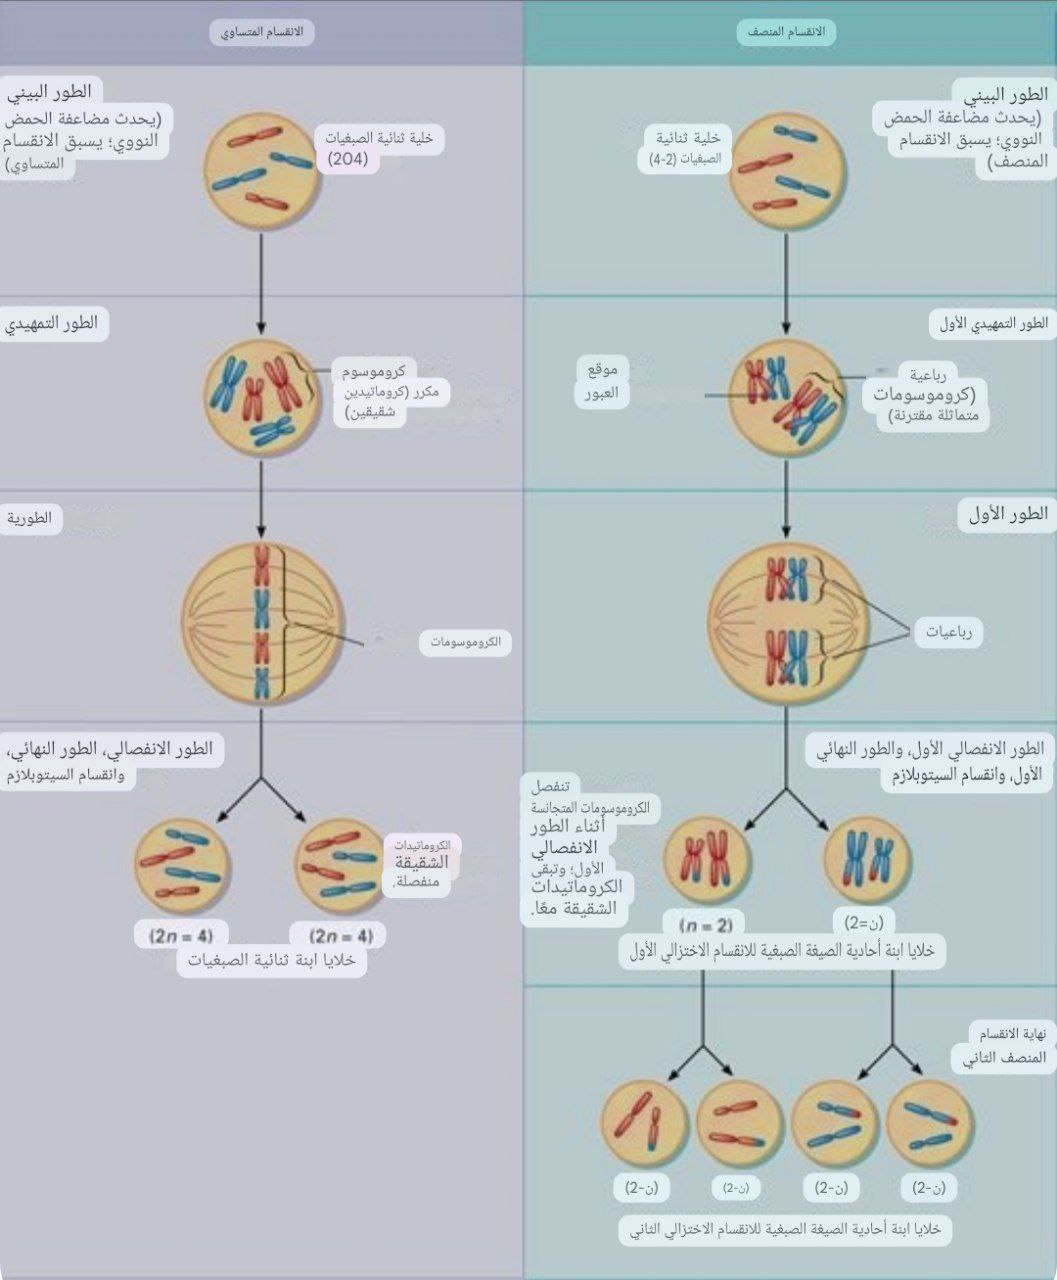 الانقسام المنصف
الانقسام المتساوي
الطور البيني
(يحدث مضاعفة الحمض
النووي؛ يسبق الانقسام
المنصف)
خلية ثنائية
الصبغيات (2-4)
الطور البيني
(يحدث مضاعفة الحمض
النووي؛ يسبق الانقسام
المتساوي)
خلية ثنائية الصبغيات
(204)
الطور التمهيدي الأول
رباعية
(كروموسومات
متماثلة مقترنة)
موقع
العبور
الطور التمهيدي
كروموسوم
مكرر (كروماتيدين
شقيقين)
الطور الأول
رباعيات
الطورية
الكروموسومات
الطور الانفصالي الأول، والطور النهائي
الأول، وانقسام السيتوبلازم
تنفصل
الكروموسومات المتجانسة
أثناء الطور
الانفصالي
الأول؛ وتبقى
الكروماتيدات
الشقيقة معًا.
(n = 2)
(ن=2)
خلايا ابنة أحادية الصيغة الصبغية للانقسام الاختزالي الأول
الطور الانفصالي، الطور النهائي،
وانقسام السيتوبلازم
الكروماتيدات
الشقيقة
منفصلة.
(2n = 4)
(2n = 4)
خلايا ابنة ثنائية الصبغيات
نهاية الانقسام
المنصف الثاني
(ن-2)
(ن-2)
(ن-2)
(ن-2)
خلايا ابنة أحادية الصيغة الصبغية للانقسام الاختزالي الثاني